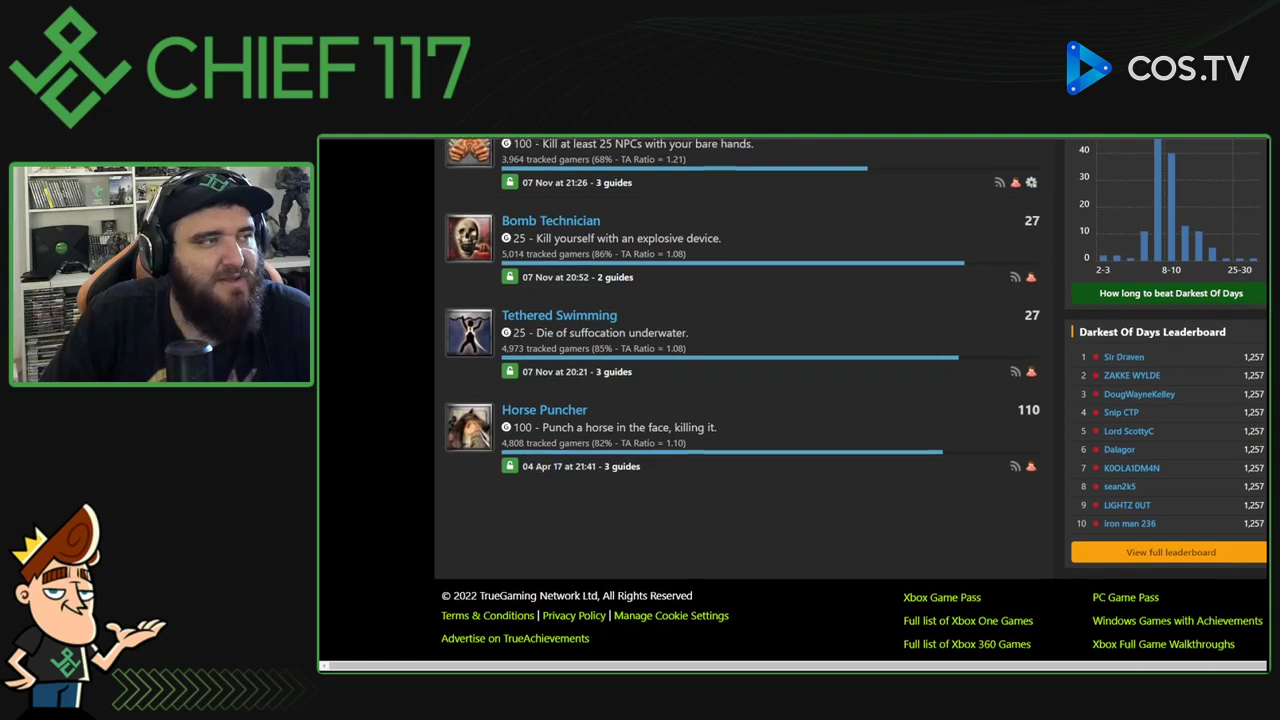 CHIEF 117
COS.TV
100 - Kill at least 25 NPCs with your bare hands.
3,964 tracked gamers (68% - TA Ratio = 1.21)
07 Nov at 21:26 - 3 guides
Bomb Technician
27
G 25 - Kill yourself with an explosive device.
5,014 tracked gamers (86% - TA Ratio = 1.08)
07 Nov at 20:52 - 2 guides
Tethered Swimming
27
G 25 - Die of suffocation underwater.
4,973 tracked gamers (85% - TA Ratio = 1.08)
07 Nov at 20:21 - 3 guides
Horse Puncher
110
G 100 - Punch a horse in the face, killing it.
4,808 tracked gamers (82% - TA Ratio = 1.10)
04 Apr 17 at 21:41 - 3 guides
40
30
20
10
0
2-3 8-10 25-30
How long to beat Darkest Of Days
Darkest Of Days Leaderboard
1 Sir Draven 1,257
2 ZAKKE WYLDE 1,257
3 DougWayneKelley 1,257
4 Snip CTP 1,257
5 Lord ScottyC 1,257
6 Dalagor 1,257
7 K0OLA1DM4N 1,257
8 sean2k5 1,257
9 LIGHTZ 0UT 1,257
10 iron man 236 1,257
View full leaderboard
© 2022 TrueGaming Network Ltd, All Rights Reserved
Terms & Conditions | Privacy Policy | Manage Cookie Settings
Advertise on TrueAchievements
Xbox Game Pass
Full list of Xbox One Games
Full list of Xbox 360 Games
PC Game Pass
Windows Games with Achievements
Xbox Full Game Walkthroughs